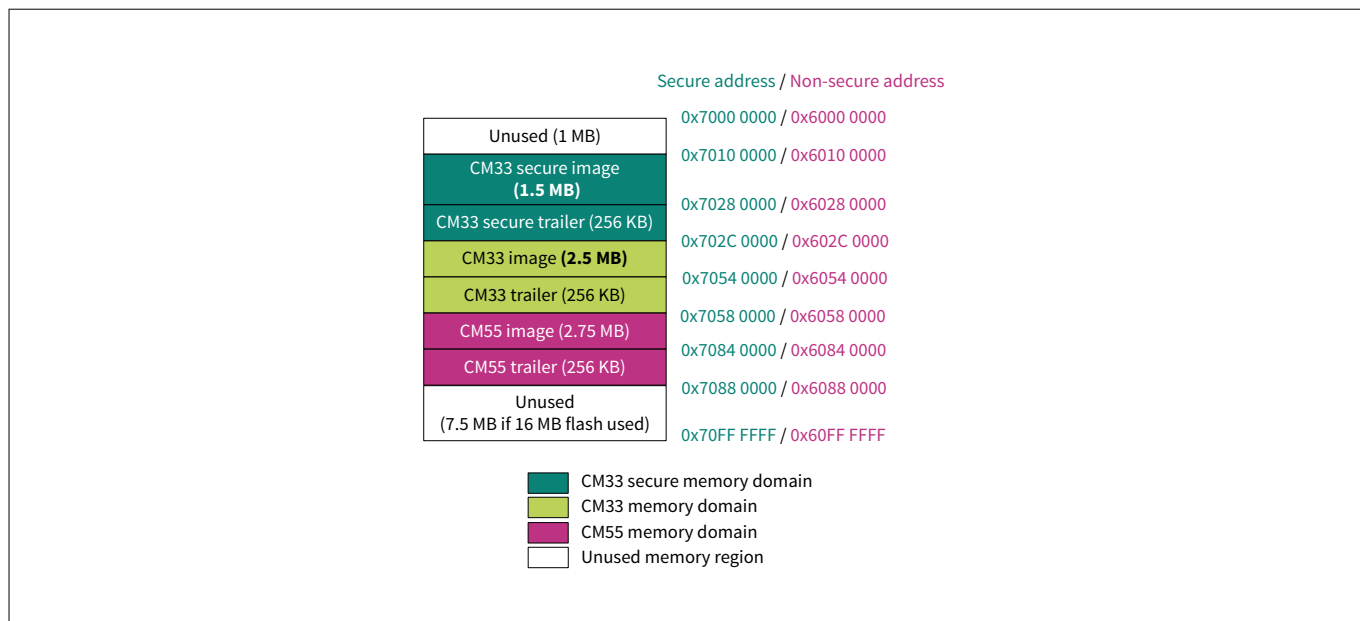 Secure address / Non-secure address
0x7000 0000 / 0x6000 0000
Unused (1 MB)
0x7010 0000 / 0x6010 0000
CM33 secure image
(1.5 MB)
0x7028 0000 / 0x6028 0000
CM33 secure trailer (256 KB)
0x702C 0000 / 0x602C 0000
CM33 image (2.5 MB)
0x7054 0000 / 0x6054 0000
CM33 trailer (256 KB)
0x7058 0000 / 0x6058 0000
CM55 image (2.75 MB)
0x7084 0000 / 0x6084 0000
CM55 trailer (256 KB)
0x7088 0000 / 0x6088 0000
Unused
(7.5 MB if 16 MB flash used)
0x70FF FFFF / 0x60FF FFFF
CM33 secure memory domain
CM33 memory domain
CM55 memory domain
Unused memory region